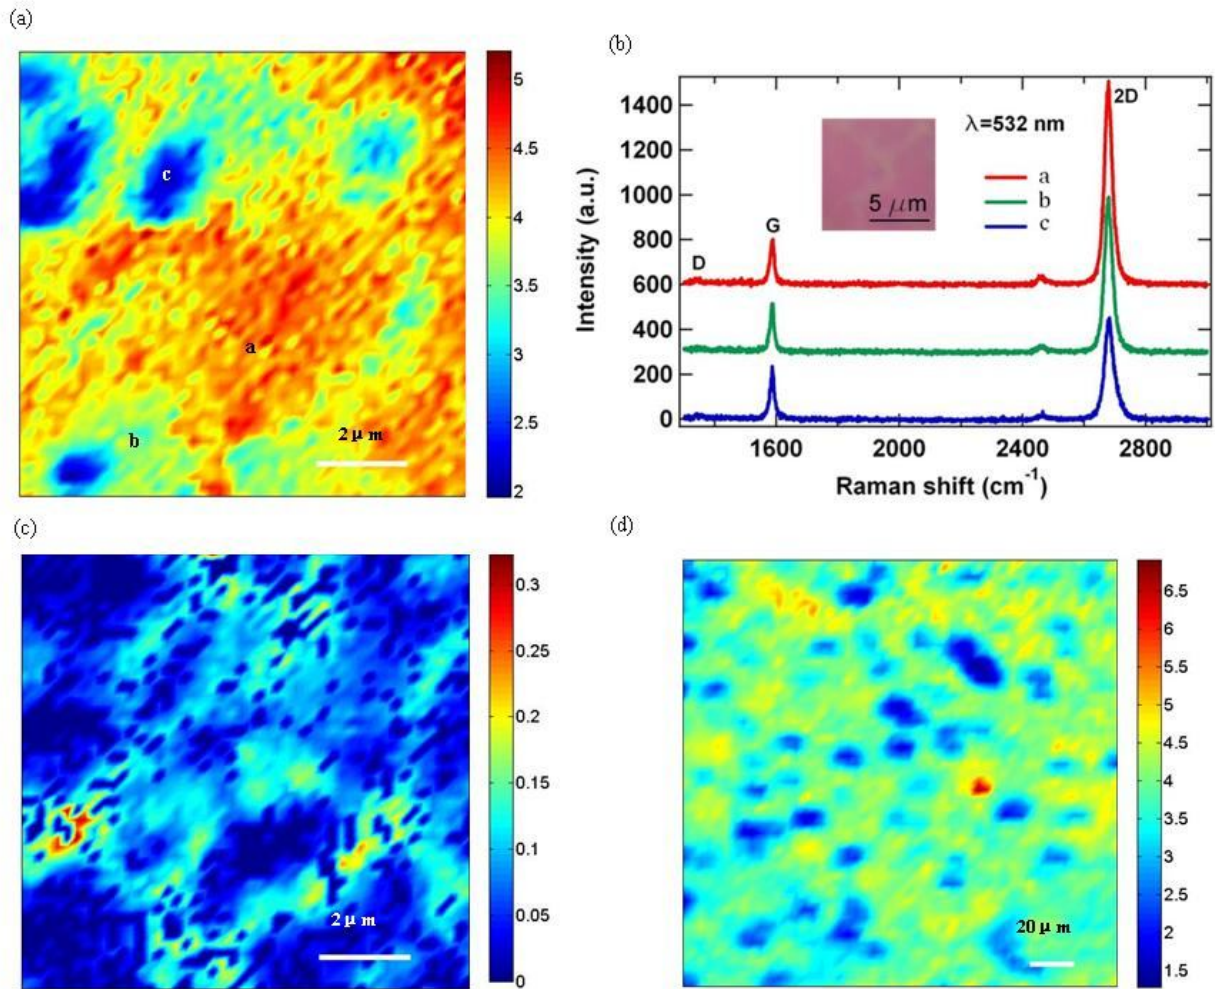 (a)
c
a
b
2μm
5
4.5
4
3.5
3
2.5
2
(b)
1400
1200
1000
800
600
400
200
0
Intensity (a.u.)
D
G
2D
λ=532 nm
5 μm
a
b
c
1600
2000
2400
2800
Raman shift (cm⁻¹)
(c)
2μm
0.3
0.25
0.2
0.15
0.1
0.05
0
(d)
20μm
6.5
6
5.5
5
4.5
4
3.5
3
2.5
2
1.5